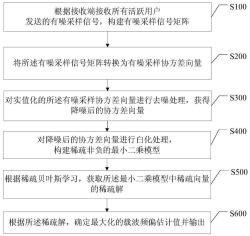 根据接收端接收所有活跃用户
发送的有噪采样信号，构建有噪采样信号矩阵
S100
将所述有噪采样信号矩阵转换为有噪采样协方差向量
S200
对实值化的所述有噪采样协方差向量进行去噪处理，获得
降噪后的协方差向量
S300
对降噪后的协方差向量进行白化处理，
构建稀疏非负的最小二乘模型
S400
根据稀疏贝叶斯学习，获取所述最小二乘模型中稀疏向量
的稀疏解
S500
根据所述稀疏解，确定最大化的载波频偏估计值并输出
S600